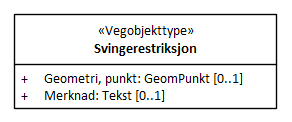 «Vegobjekttype»
Svingerestriksjon
+ Geometri, punkt: GeomPunkt [0..1]
+ Merknad: Tekst [0..1]